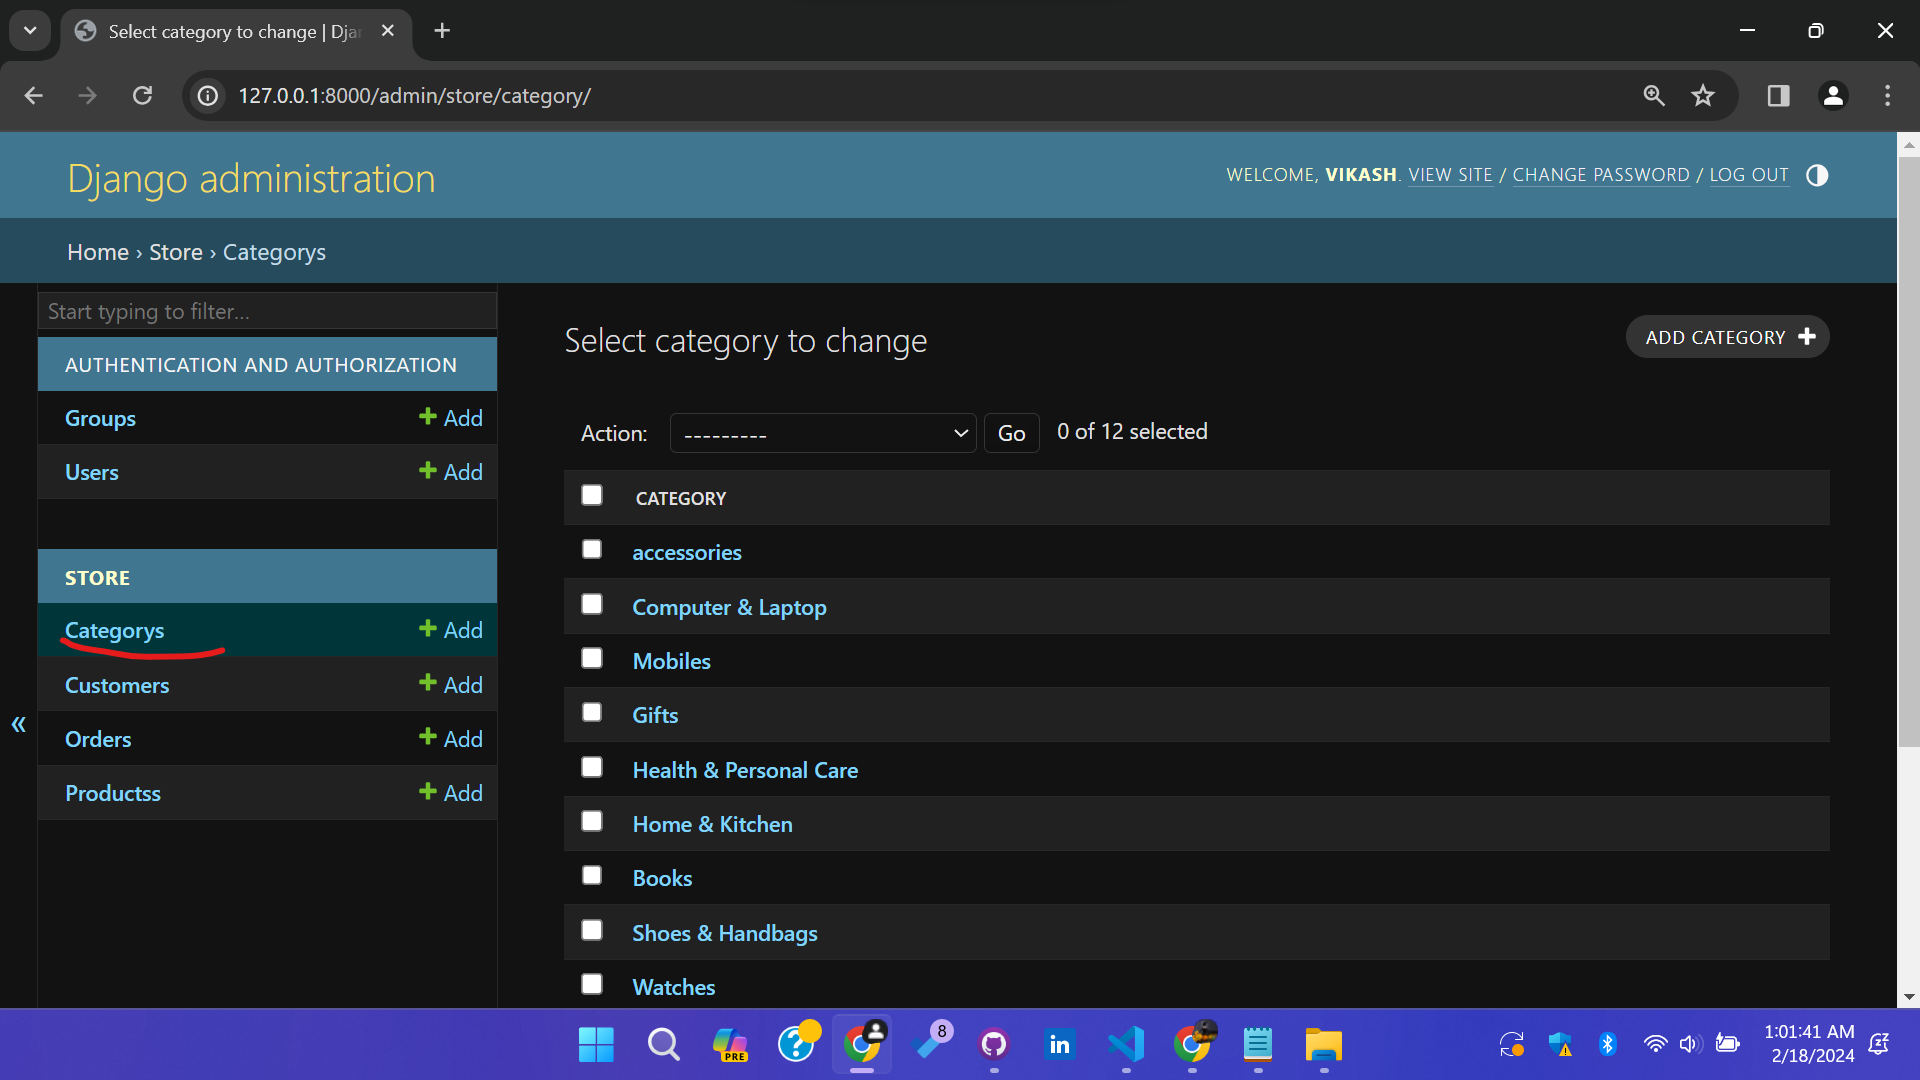 Select category to change | Dja
127.0.0.1:8000/admin/store/category/
Django administration
WELCOME, VIKASH. VIEW SITE / CHANGE PASSWORD / LOG OUT
Home › Store › Categorys
Start typing to filter...
AUTHENTICATION AND AUTHORIZATION
Groups + Add
Users + Add
STORE
Categorys + Add
Customers + Add
Orders + Add
Productss + Add
«
Select category to change
ADD CATEGORY +
Action: --------- Go 0 of 12 selected
CATEGORY
accessories
Computer & Laptop
Mobiles
Gifts
Health & Personal Care
Home & Kitchen
Books
Shoes & Handbags
Watches
PRE
?
8
in
1:01:41 AM
2/18/2024